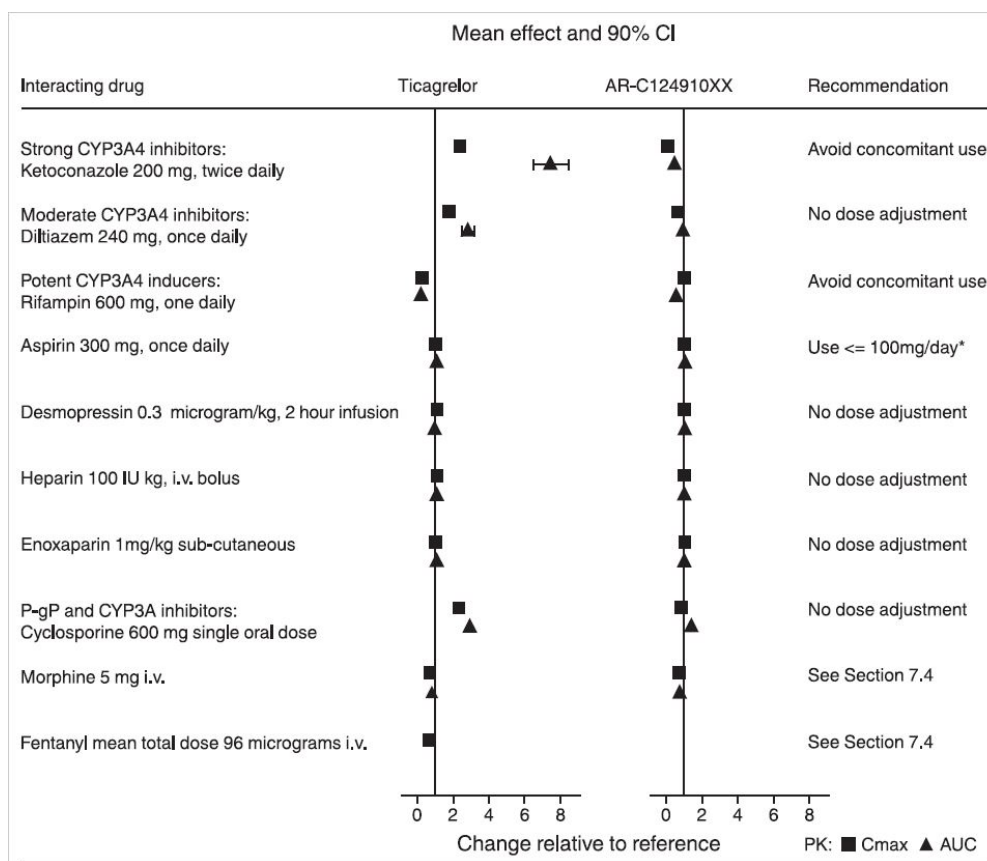 Mean effect and 90% CI
Interacting drug Ticagrelor AR-C124910XX Recommendation
Strong CYP3A4 inhibitors:
Ketoconazole 200 mg, twice daily Avoid concomitant use
Moderate CYP3A4 inhibitors:
Diltiazem 240 mg, once daily No dose adjustment
Potent CYP3A4 inducers:
Rifampin 600 mg, one daily Avoid concomitant use
Aspirin 300 mg, once daily Use <= 100mg/day*
Desmopressin 0.3 microgram/kg, 2 hour infusion No dose adjustment
Heparin 100 IU kg, i.v. bolus No dose adjustment
Enoxaparin 1mg/kg sub-cutaneous No dose adjustment
P-gP and CYP3A inhibitors:
Cyclosporine 600 mg single oral dose No dose adjustment
Morphine 5 mg i.v. See Section 7.4
Fentanyl mean total dose 96 micrograms i.v. See Section 7.4
0 2 4 6 8 0 2 4 6 8
Change relative to reference PK: Cmax AUC